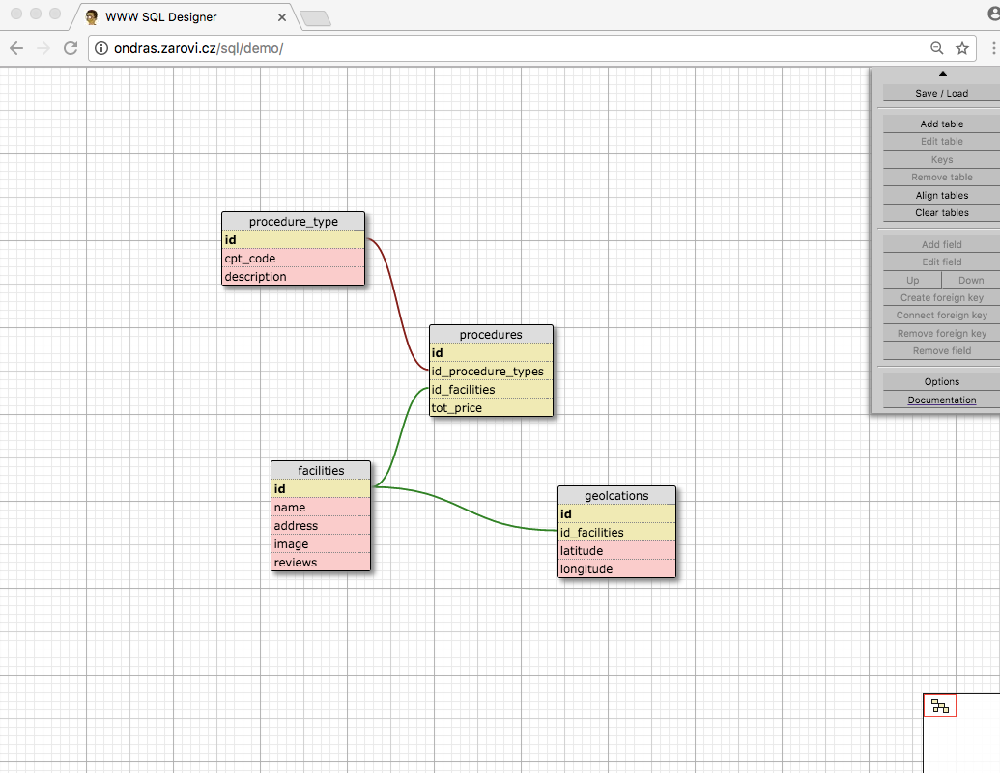 WWW SQL Designer
ondras.zarovi.cz/sql/demo/
Save / Load
Add table
Edit table
Keys
Remove table
Align tables
Clear tables
Add field
Edit field
Up Down
Create foreign key
Connect foreign key
Remove foreign key
Remove field
Options
Documentation
procedure_type
id
cpt_code
description
procedures
id
id_procedure_types
id_facilities
tot_price
facilities
id
name
address
image
reviews
geolcations
id
id_facilities
latitude
longitude